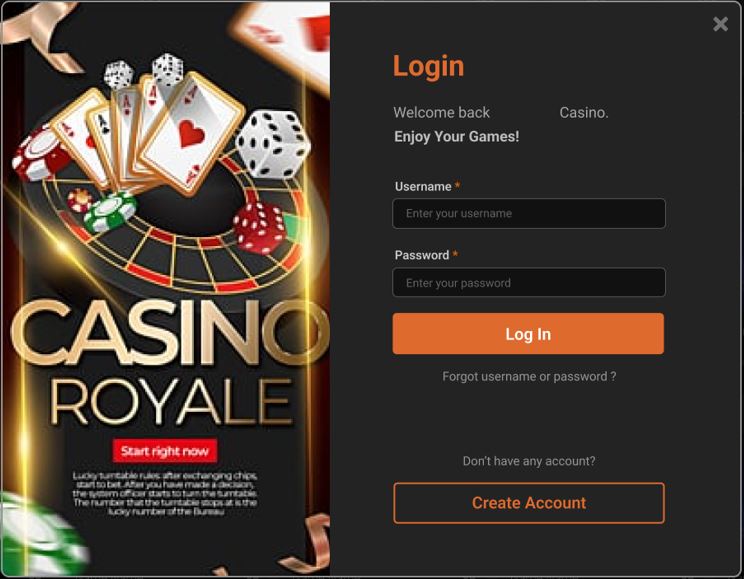 CASINO
ROYALE
Start right now
Lucky turntable rules: after exchanging chips,
start to bet. After you have made a decision,
the system officer starts to turn the turntable.
The number that the turntable stops at is the
lucky number of the Bureau
Login
Welcome back Casino.
Enjoy Your Games!
Username *
Enter your username
Password *
Enter your password
Log In
Forgot username or password ?
Don't have any account?
Create Account